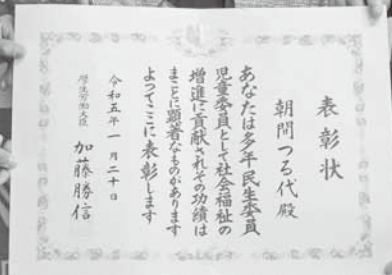 表彰状
朝間つる代殿
あなたは多年民生委員
児童委員として社会福祉の
増進に貢献されその功績は
まことに顕著なものがあります
よってここに表彰します
令和五年一月二十日
厚生労働大臣 加藤勝信